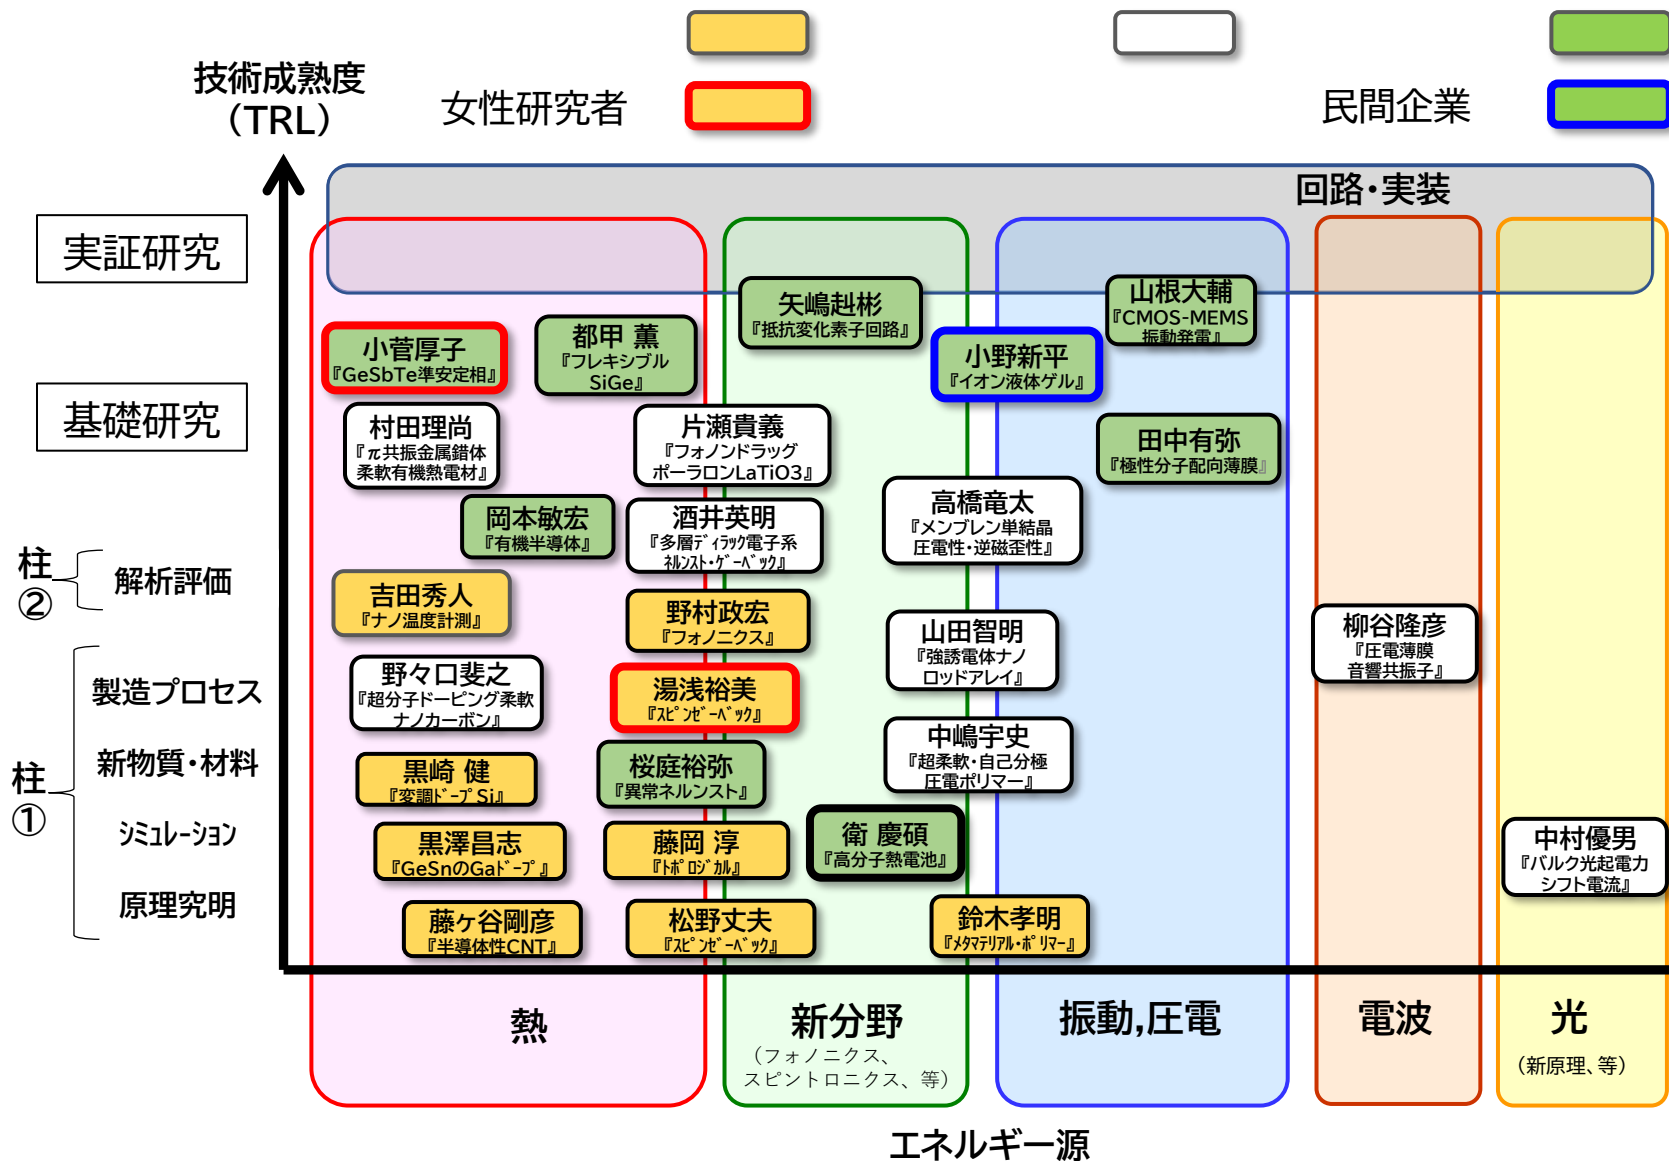 技術成熟度
（TRL）
女性研究者
民間企業
回路・実装
実証研究
基礎研究
柱
②
解析評価
柱
①
製造プロセス
新物質・材料
ｼﾐｭﾚｰｼｮﾝ
原理究明
矢嶋赳彬
『抵抗変化素子回路』
山根大輔
『CMOS-MEMS
振動発電』
小菅厚子
『GeSbTe準安定相』
都甲 薫
『フレキシブル
SiGe』
小野新平
『イオン液体ゲル』
村田理尚
『π共振金属錯体
柔軟有機熱電材』
片瀬貴義
『フォノンドラッグ
ポーラロンLaTiO3』
田中有弥
『極性分子配向薄膜』
岡本敏宏
『有機半導体』
酒井英明
『多層ﾃﾞｨﾗｯｸ電子系
ﾈﾙﾝｽﾄ・ｹﾞｰﾍﾞｯｸ』
高橋竜太
『メンブレン単結晶
圧電性・逆磁歪性』
吉田秀人
『ナノ温度計測』
野村政宏
『フォノニクス』
山田智明
『強誘電体ナノ
ロッドアレイ』
柳谷隆彦
『圧電薄膜
音響共振子』
野々口斐之
『超分子ドーピング柔軟
ナノカーボン』
湯浅裕美
『ｽﾋﾟﾝｾﾞｰﾍﾞｯｸ』
中嶋宇史
『超柔軟・自己分極
圧電ポリマー』
黒崎 健
『変調ﾄﾞｰﾌﾟSi』
桜庭裕弥
『異常ネルンスト』
黒澤昌志
『GeSnのGaﾄﾞｰﾌﾟ』
藤岡 淳
『ﾄﾎﾟﾛｼﾞｶﾙ』
衛 慶碩
『高分子熱電池』
中村優男
『バルク光起電力
シフト電流』
藤ヶ谷剛彦
『半導体性CNT』
松野丈夫
『ｽﾋﾟﾝｾﾞｰﾍﾞｯｸ』
鈴木孝明
『ﾒﾀﾏﾃﾘｱﾙ・ﾎﾟﾘﾏｰ』
熱
新分野
（フォノニクス、
スピントロニクス、等）
振動,圧電
電波
光
（新原理、等）
エネルギー源